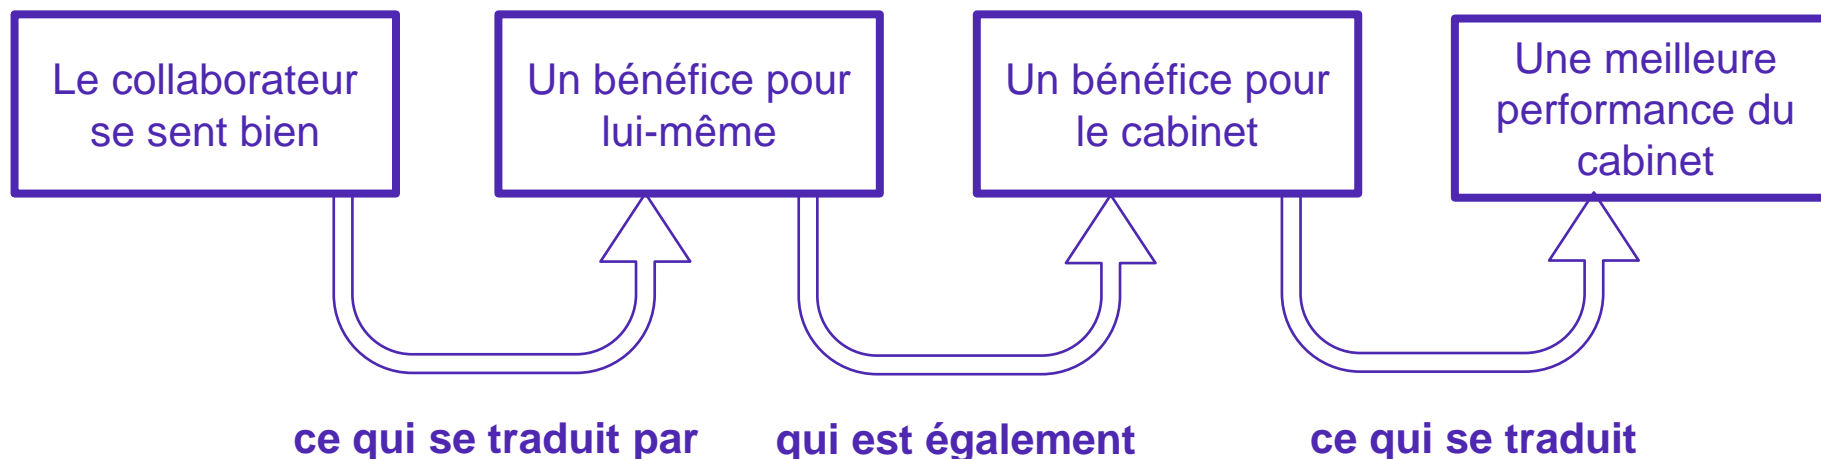 Le collaborateur
se sent bien
Un bénéfice pour
lui-même
Un bénéfice pour
le cabinet
Une meilleure
performance du
cabinet
ce qui se traduit par
qui est également
ce qui se traduit